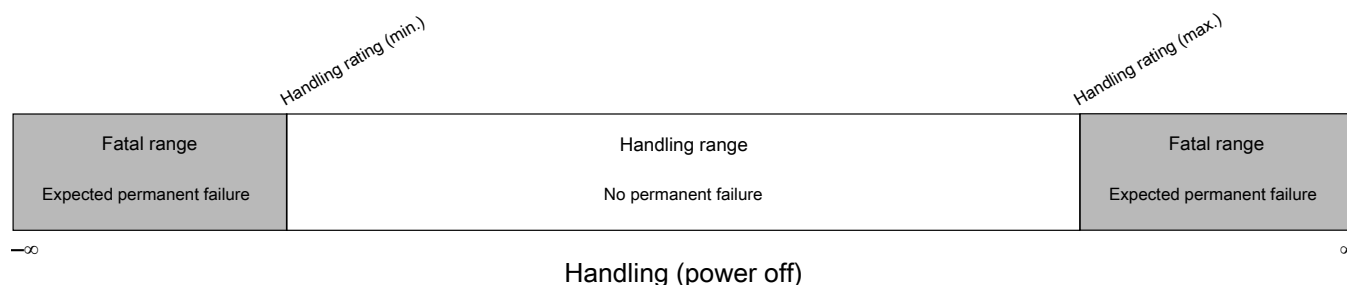 Handling rating (min.)
Handling rating (max.)
Fatal range
Handling range
Fatal range
Expected permanent failure
No permanent failure
Expected permanent failure
–∞
∞
Handling (power off)